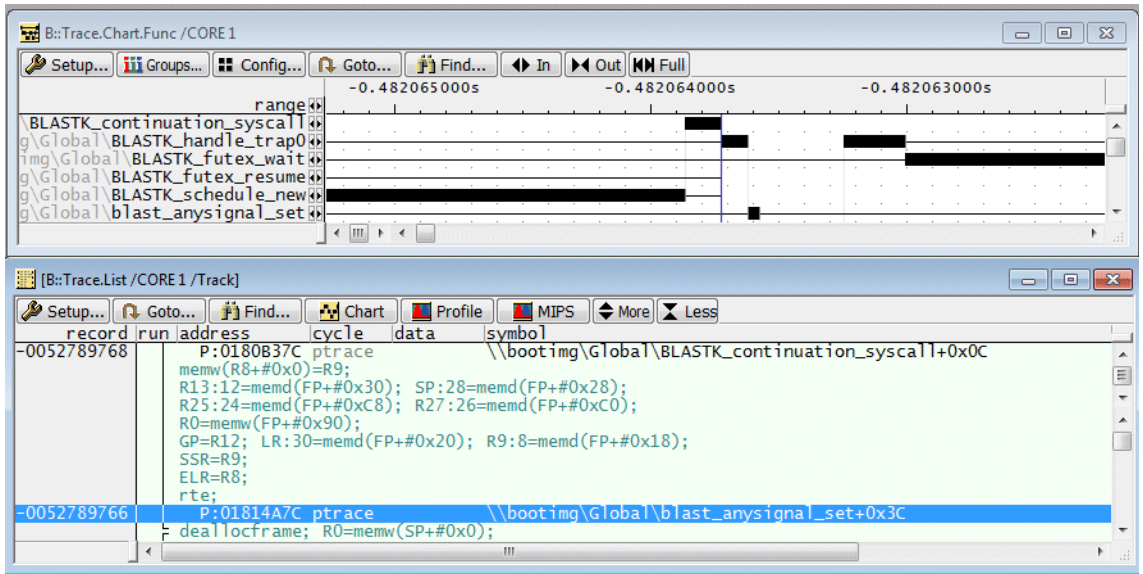 B::Trace.Chart.Func /CORE 1
Setup... Groups... Config... Goto... Find... In Out Full
-0.482065000s -0.482064000s -0.482063000s
range
\BLASTK_continuation_syscall
g\Global\BLASTK_handle_trap0
img\Global\BLASTK_futex_wait
g\Global\BLASTK_futex_resume
g\Global\BLASTK_schedule_new
g\Global\blast_anysignal_set
[B::Trace.List /CORE 1 /Track]
Setup... Goto... Find... Chart Profile MIPS More Less
record run address cycle data symbol
-0052789768 P:0180B37C ptrace \\bootimg\Global\BLASTK_continuation_syscall+0x0C
memw(R8+#0x0)=R9;
R13:12=memd(FP+#0x30); SP:28=memd(FP+#0x28);
R25:24=memd(FP+#0xC8); R27:26=memd(FP+#0xC0);
R0=memw(FP+#0x90);
GP=R12; LR:30=memd(FP+#0x20); R9:8=memd(FP+#0x18);
SSR=R9;
ELR=R8;
rte;
-0052789766 P:01814A7C ptrace \\bootimg\Global\blast_anysignal_set+0x3C
deallocframe; R0=memw(SP+#0x0);